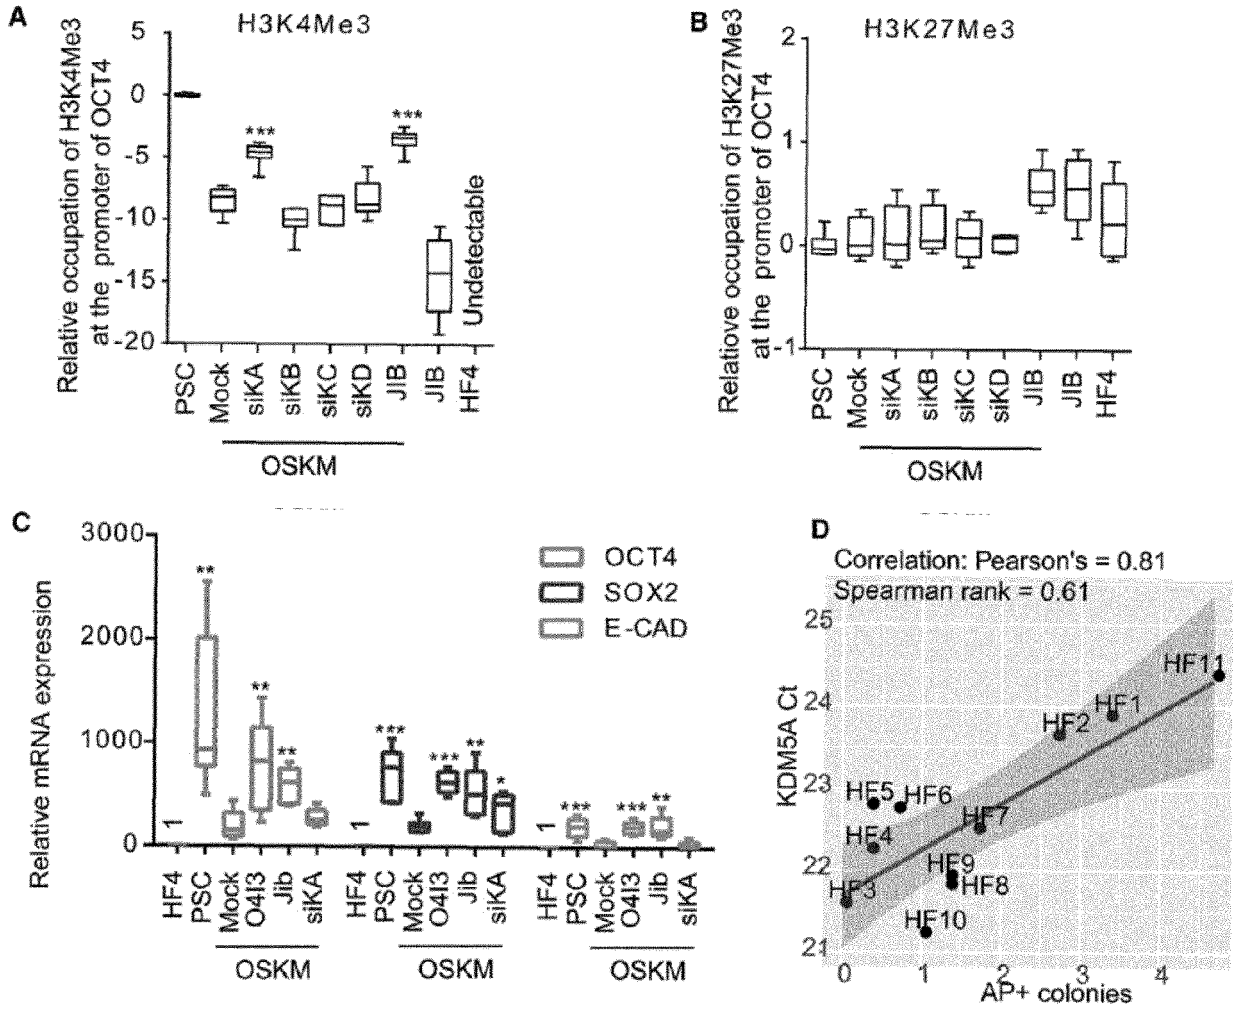 A
H3K4Me3
Relative occupation of H3K4Me3
at the promoter of OCT4
5
0
-5
-10
-15
-20
***
***
Undetectable
PSC
Mock
siKA
siKB
siKC
siKD
JIB
JIB
HF4
OSKM
B
H3K27Me3
Relatiove occupation of H3K27Me3
at the promoter of OCT4
2
1
0
-1
PSC
Mock
siKA
siKB
siKC
siKD
JIB
JIB
HF4
OSKM
C
Relative mRNA expression
3000
2000
1000
0
OCT4
SOX2
E-CAD
1
**
**
**
1
***
***
**
*
1
***
***
**
HF4
PSC
Mock
O4I3
Jib
siKA
HF4
PSC
Mock
O4I3
Jib
siKA
HF4
PSC
Mock
O4I3
Jib
siKA
OSKM
OSKM
OSKM
D
Correlation: Pearson's = 0.81
Spearman rank = 0.61
KDM5A Ct
25
24
23
22
21
HF11
HF1
HF2
HF5
HF6
HF7
HF4
HF9
HF8
HF3
HF10
0
1
2
3
4
AP+ colonies